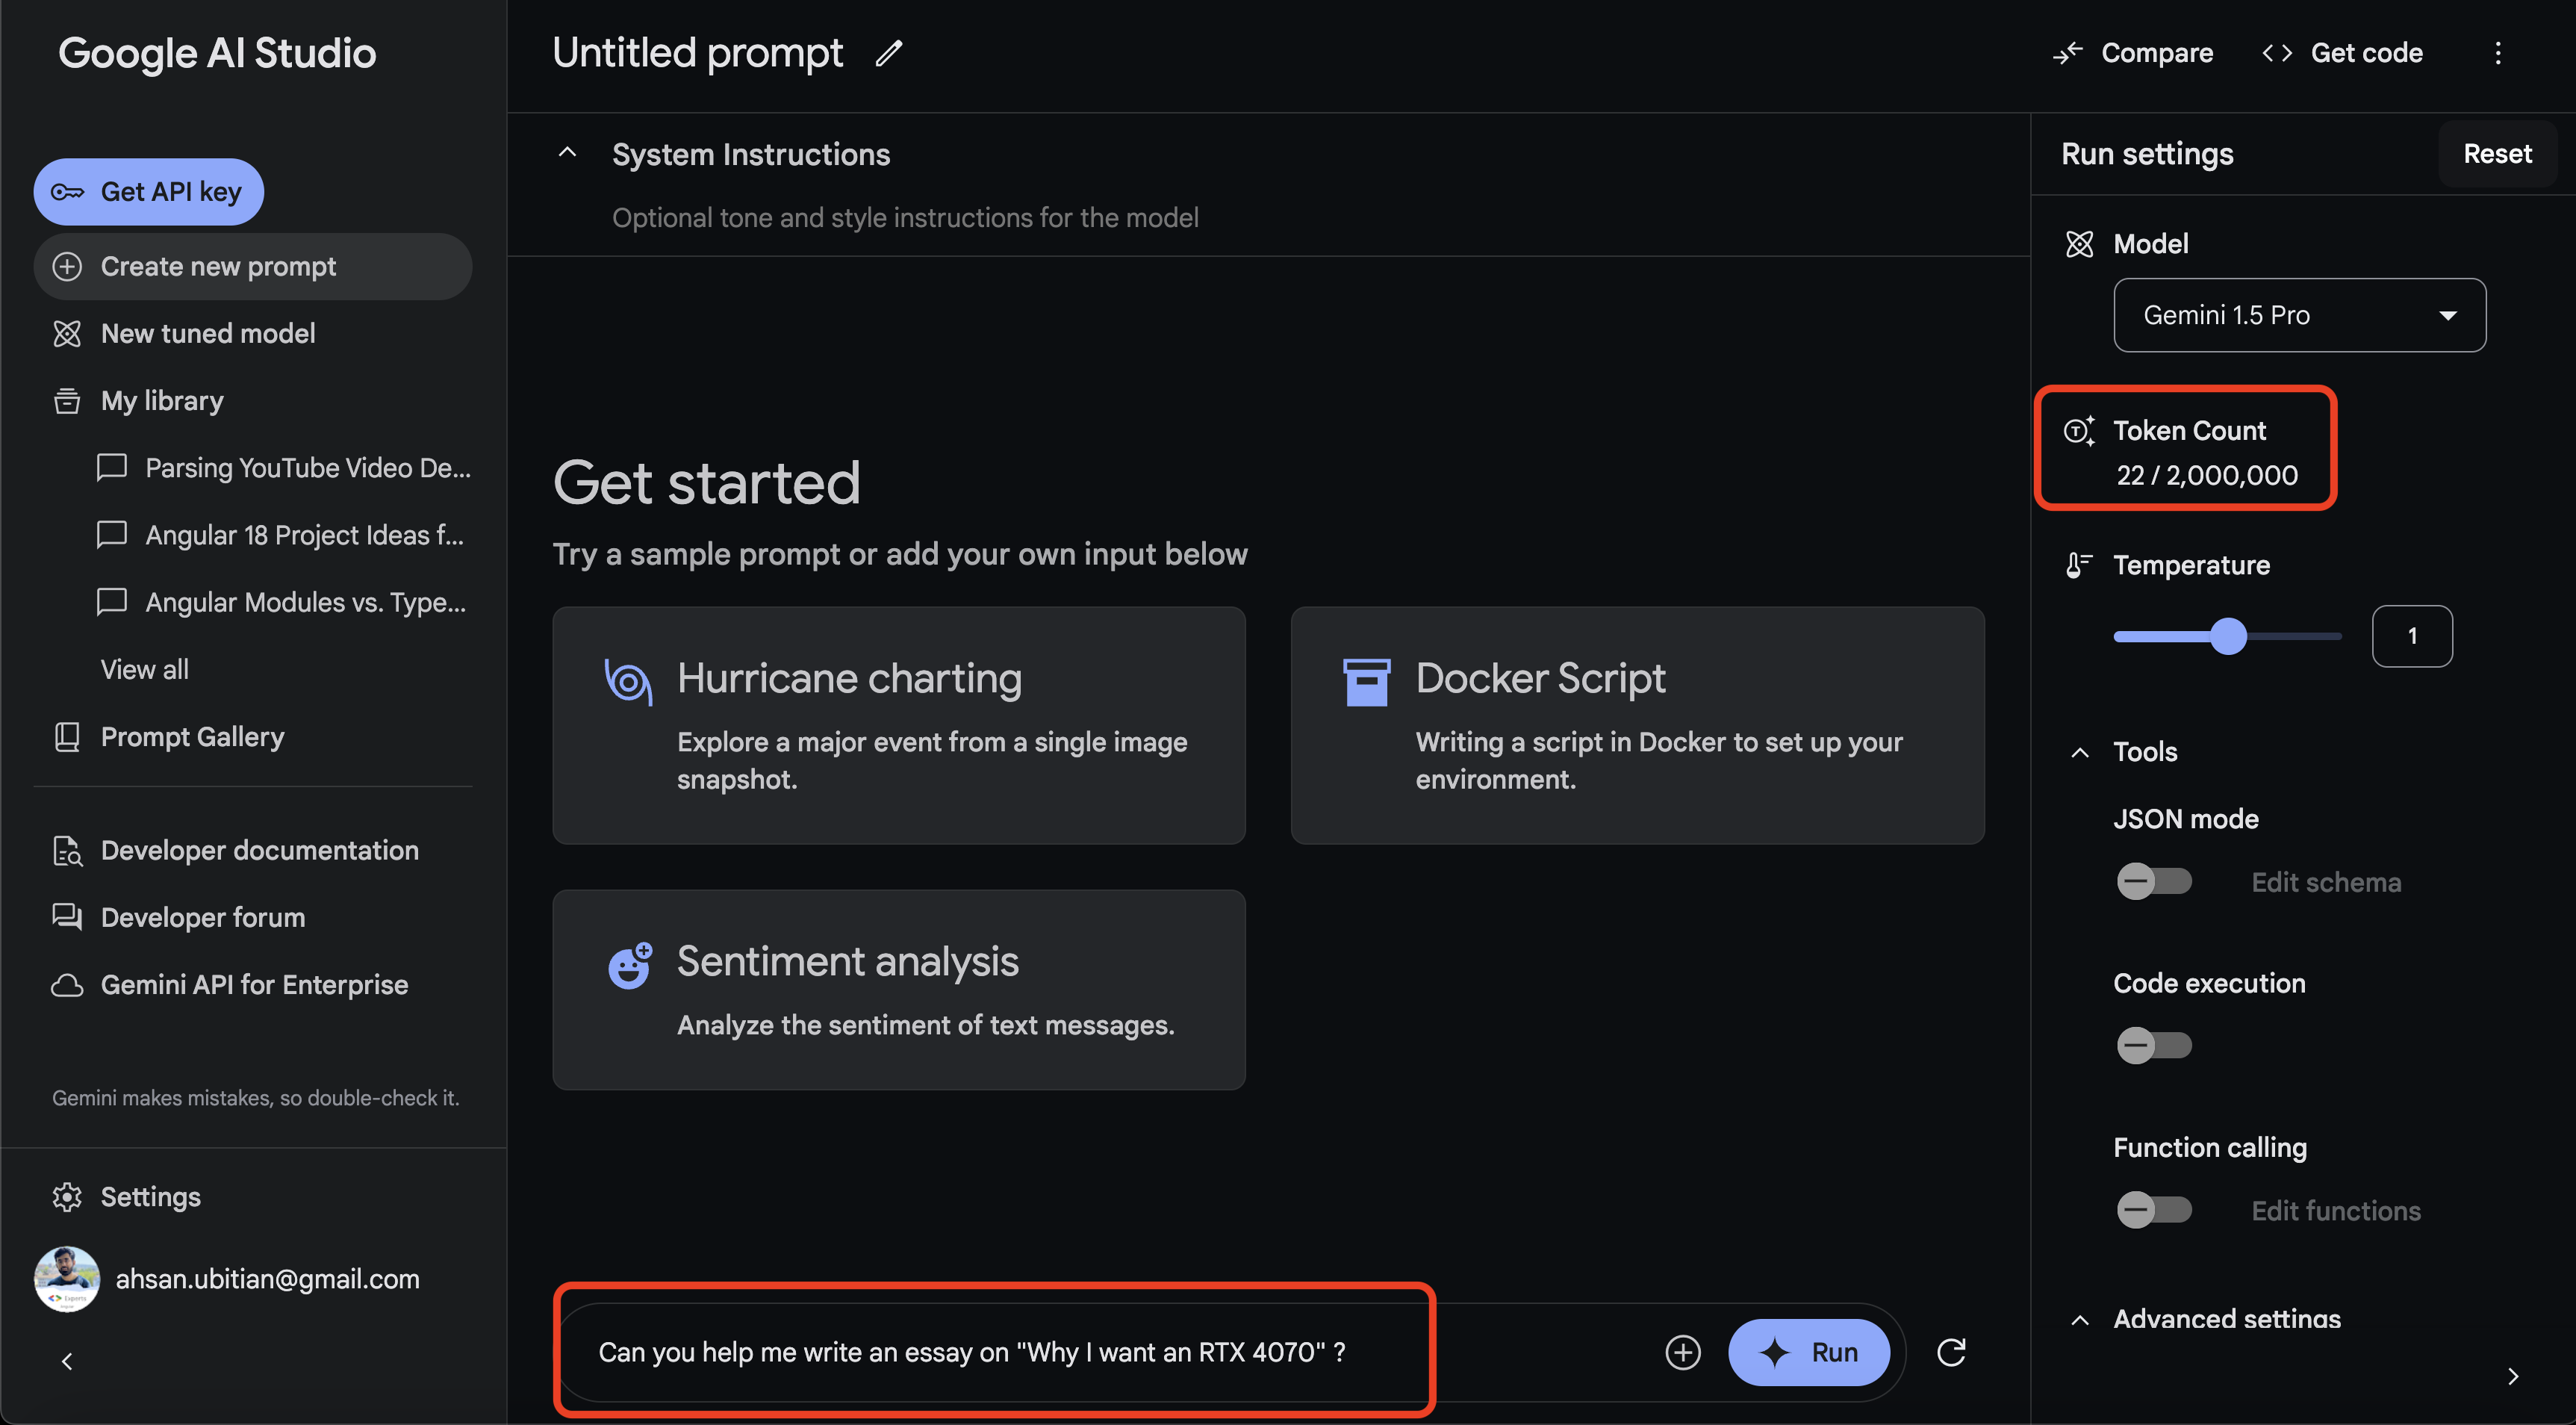 Google AI Studio
Get API key
Create new prompt
New tuned model
My library
Parsing YouTube Video De...
Angular 18 Project Ideas f...
Angular Modules vs. Type...
View all
Prompt Gallery
Developer documentation
Developer forum
Gemini API for Enterprise
Gemini makes mistakes, so double-check it.
Settings
ahsan.ubitian@gmail.com
Untitled prompt
Compare
Get code
System Instructions
Optional tone and style instructions for the model
Get started
Try a sample prompt or add your own input below
Hurricane charting
Explore a major event from a single image
snapshot.
Docker Script
Writing a script in Docker to set up your
environment.
Sentiment analysis
Analyze the sentiment of text messages.
Can you help me write an essay on "Why I want an RTX 4070" ?
Run
Run settings
Reset
Model
Gemini 1.5 Pro
Token Count
22 / 2,000,000
Temperature
1
Tools
JSON mode
Edit schema
Code execution
Function calling
Edit functions
Advanced settings